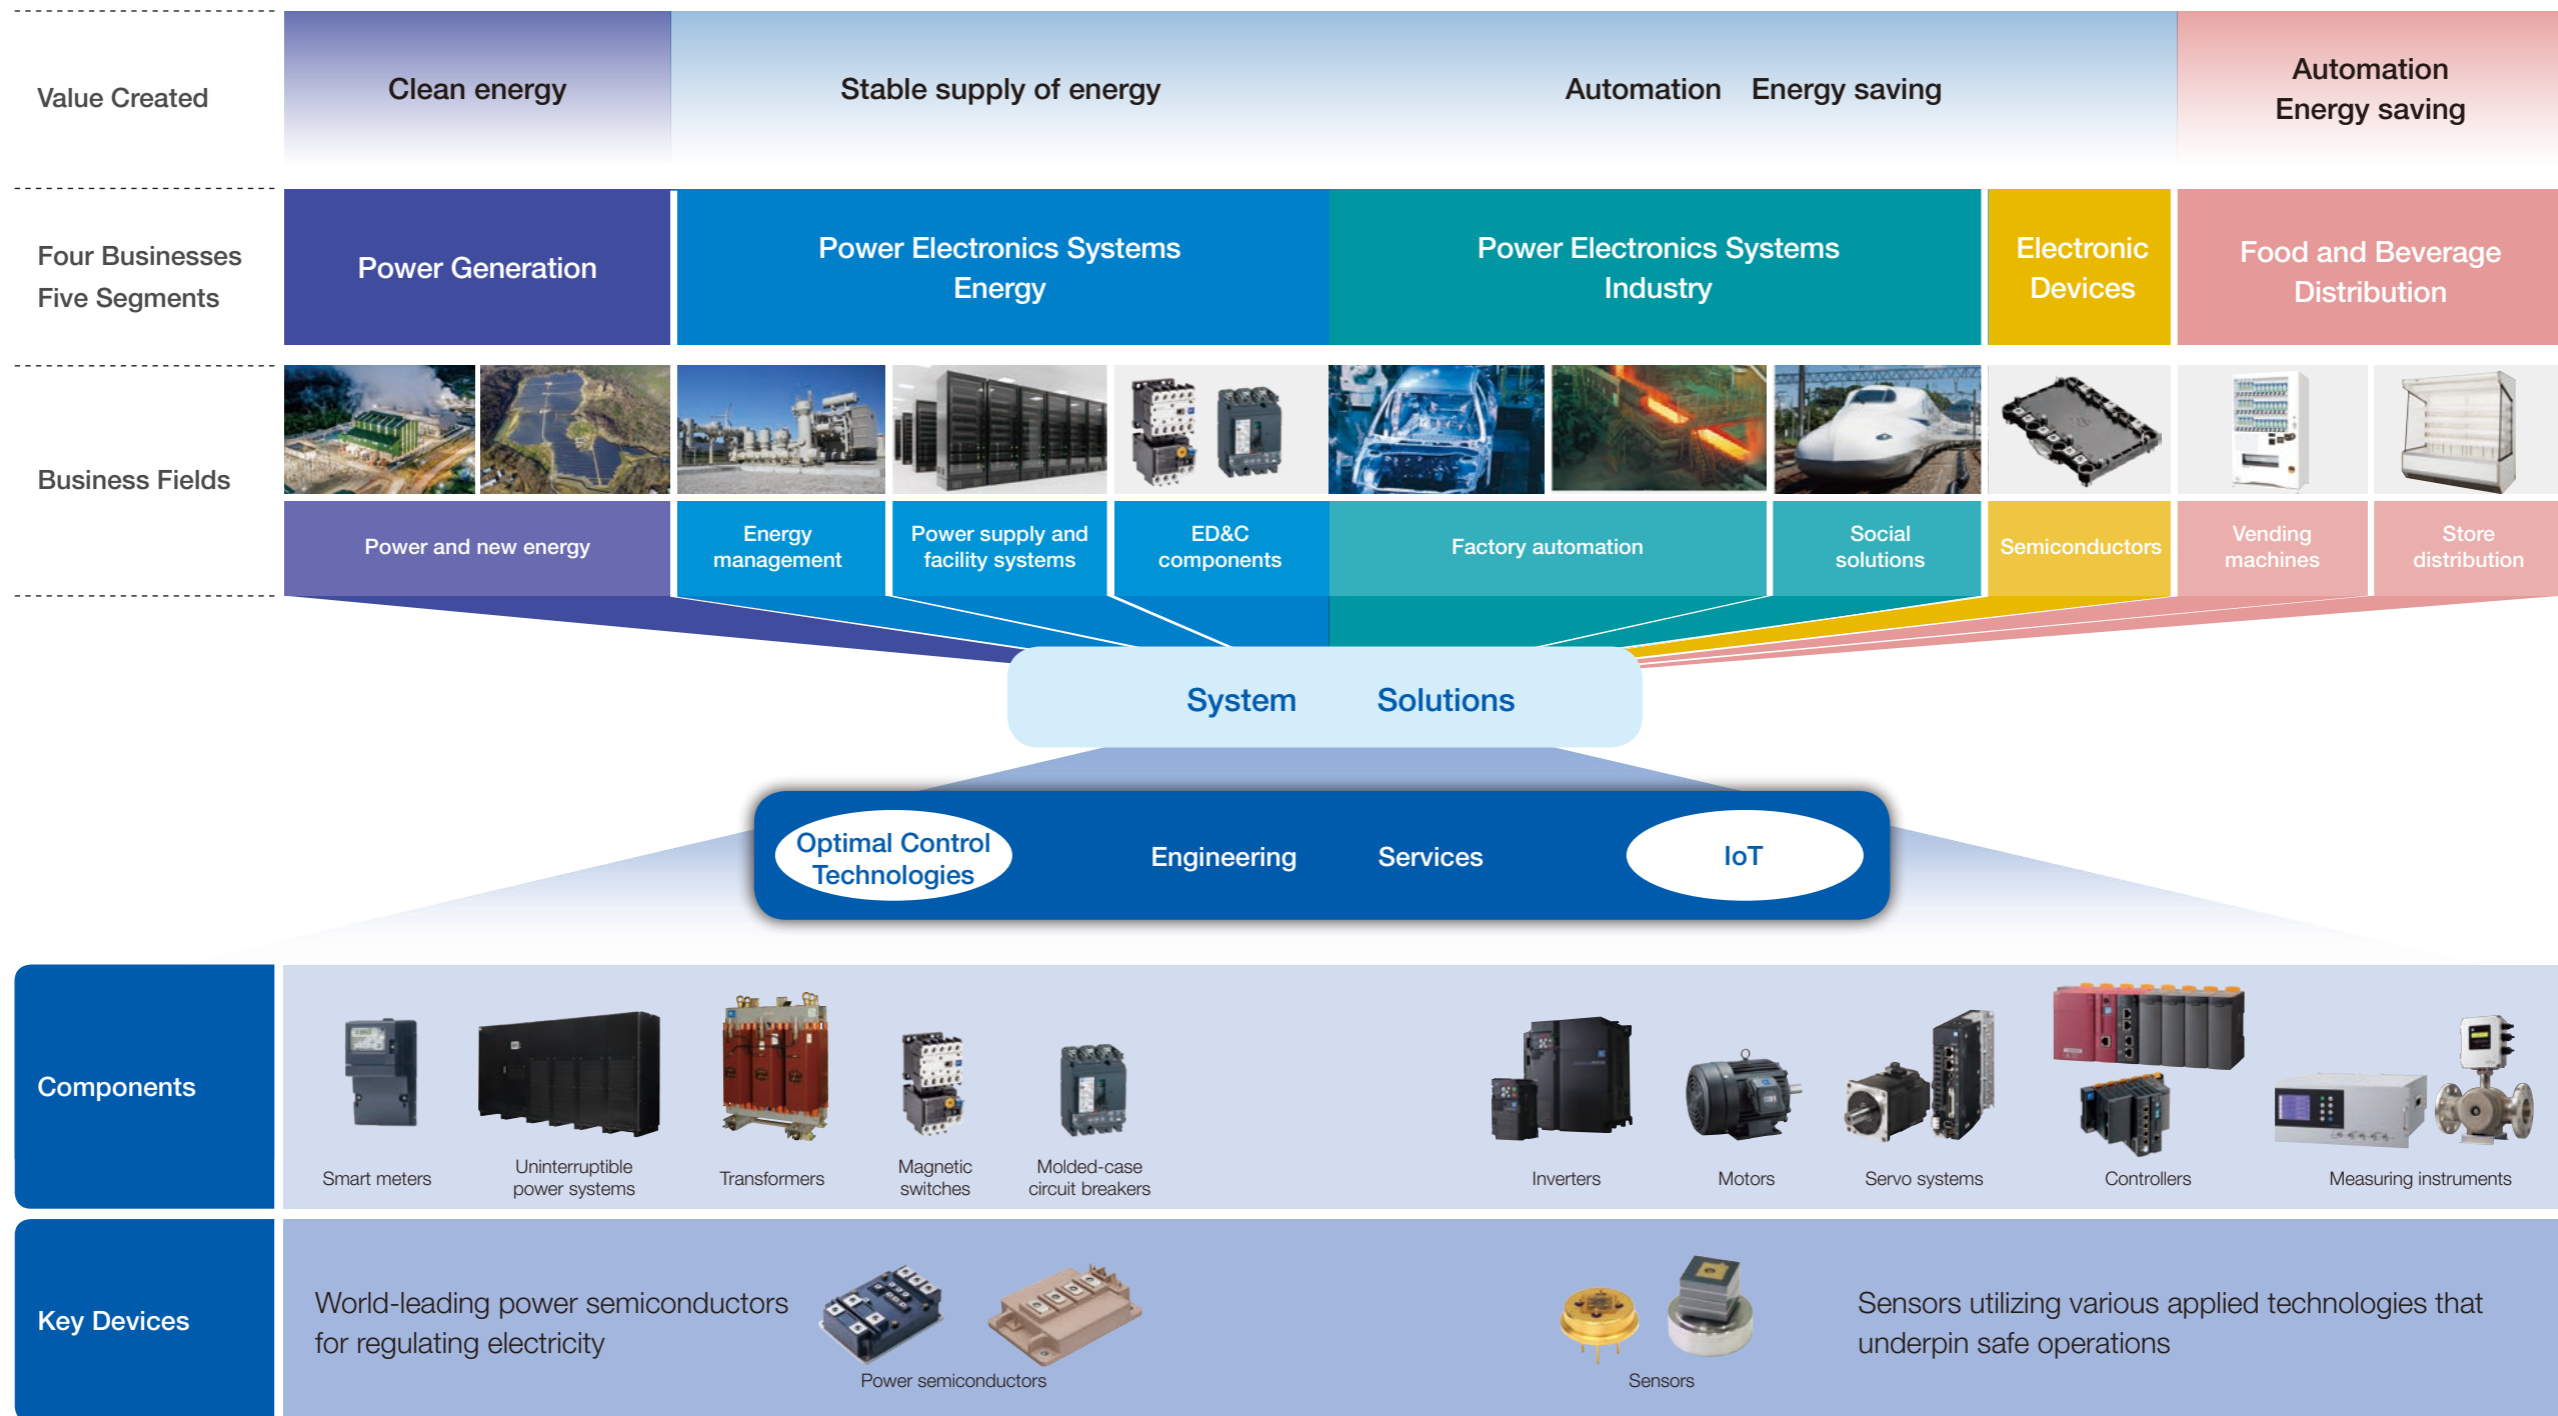 Value Created
Clean energy
Stable supply of energy
Automation Energy saving
Automation
Energy saving
Four Businesses
Five Segments
Power Generation
Power Electronics Systems
Energy
Power Electronics Systems
Industry
Electronic
Devices
Food and Beverage
Distribution
Business Fields
Power and new energy
Energy
management
Power supply and
facility systems
ED&C
components
Factory automation
Social
solutions
Semiconductors
Vending
machines
Store
distribution
System Solutions
Optimal Control
Technologies
Engineering Services
IoT
Components
Smart meters
Uninterruptible
power systems
Transformers
Magnetic
switches
Molded-case
circuit breakers
Inverters
Motors
Servo systems
Controllers
Measuring instruments
Key Devices
World-leading power semiconductors
for regulating electricity
Power semiconductors
Sensors
Sensors utilizing various applied technologies that
underpin safe operations